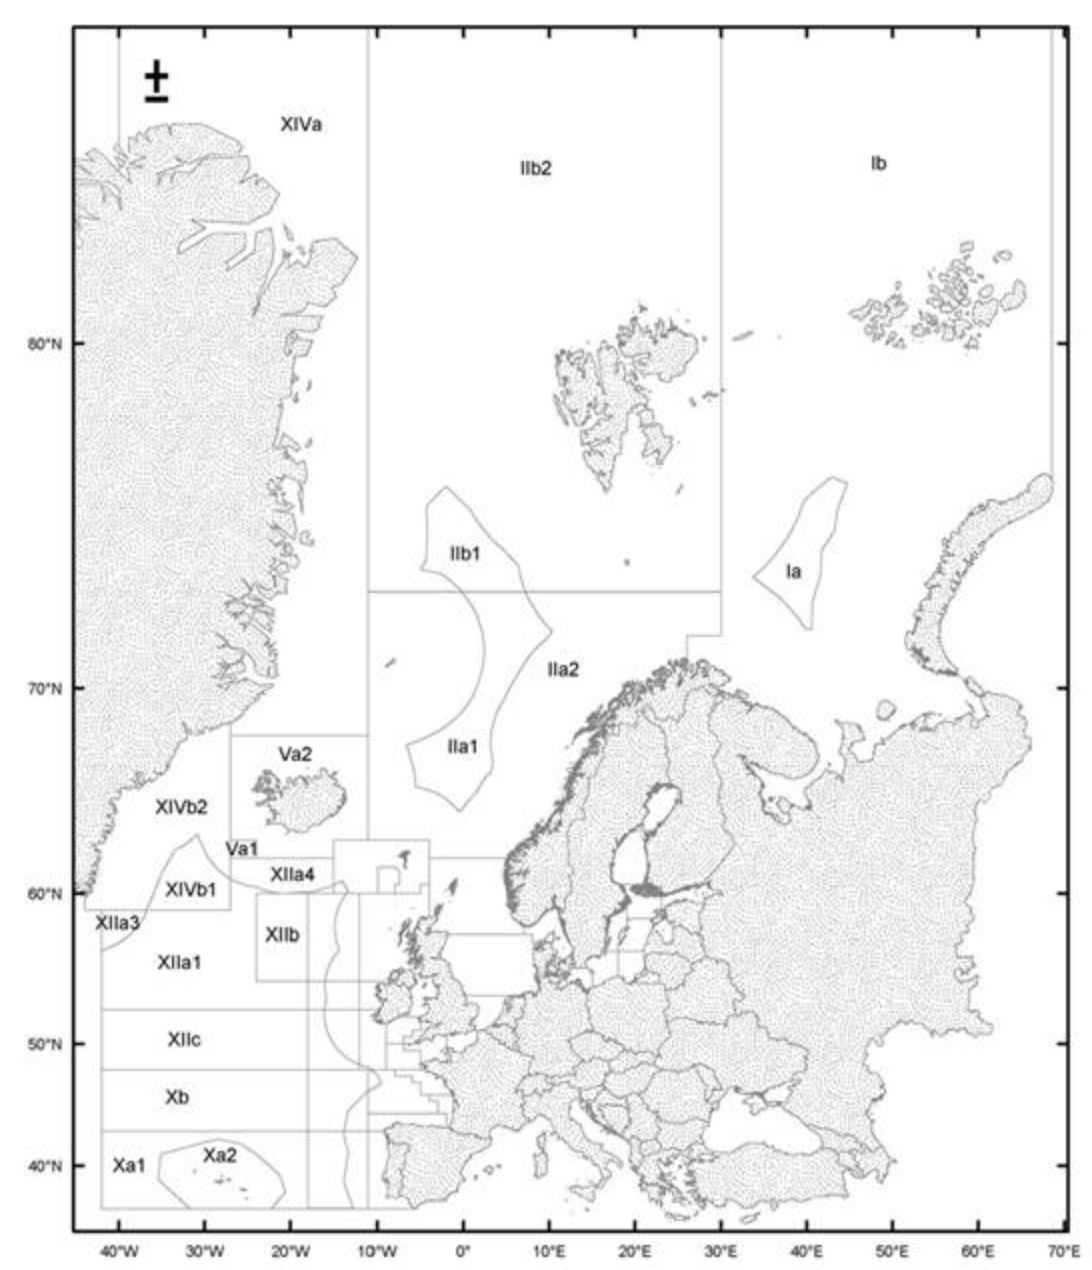 ±
XIVa
IIb2
Ib
80°N
IIb1
Ia
IIa2
70°N
IIa1
Va2
XIVb2
Va1
XIIa4
60°N
XIVb1
XIIa3
XIIb
XIIa1
50°N
XIIc
Xb
Xa1
Xa2
40°N
40°W 30°W 20°W 10°W 0° 10°E 20°E 30°E 40°E 50°E 60°E 70°E